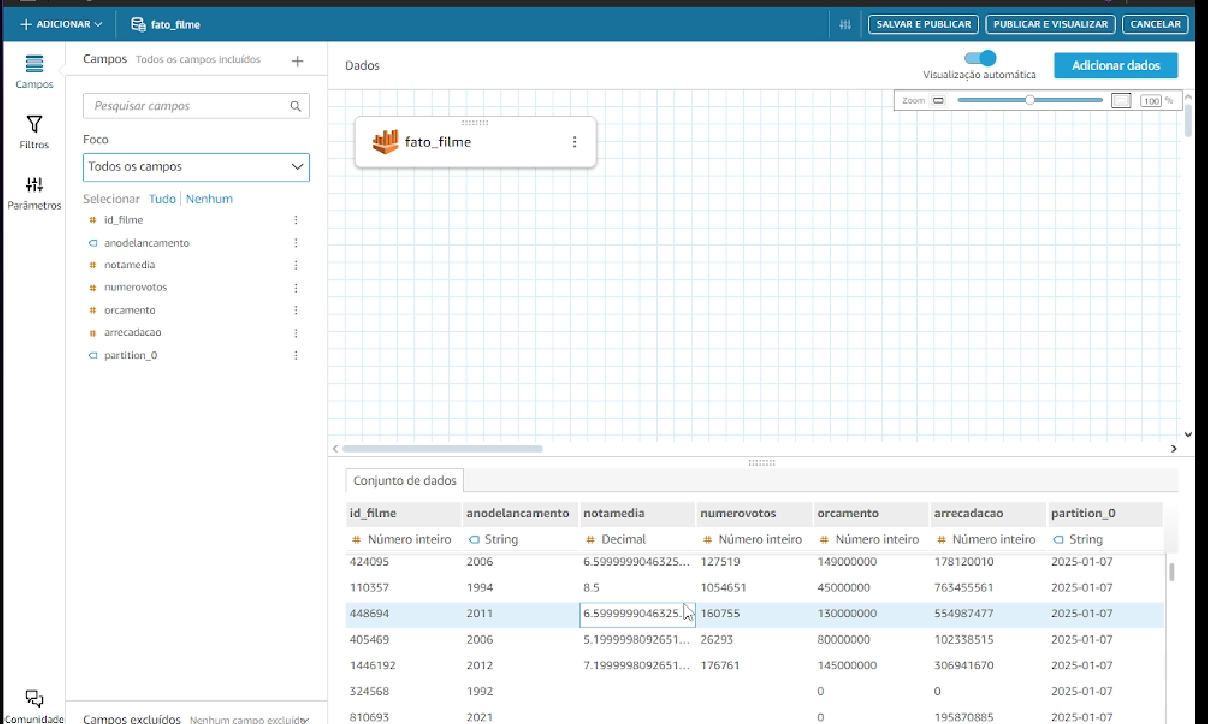 ADICIONAR
fato_filme
SALVAR E PUBLICAR
PUBLICAR E VISUALIZAR
CANCELAR
Campos
Filtros
Parâmetros
Comunidade
Campos Todos os campos incluídos
Pesquisar campos
Foco
Todos os campos
Selecionar Tudo Nenhum
id_filme
anodelancamento
notamedia
numerovotos
orcamento
arrecadacao
partition_0
Campos excluídos Nenhum campo excluído
Dados
Visualização automática
Adicionar dados
Zoom 100 %
fato_filme
Conjunto de dados
id_filme anodelancamento notamedia numerovotos orcamento arrecadacao partition_0
Número inteiro String Decimal Número inteiro Número inteiro Número inteiro String
424095 2006 6.5999999046325... 127519 149000000 178120010 2025-01-07
110357 1994 8.5 1054651 45000000 763455561 2025-01-07
448694 2011 6.5999999046325... 160755 130000000 554987477 2025-01-07
405469 2006 5.1999998092651... 26293 80000000 102338515 2025-01-07
1446192 2012 7.1999998092651... 176761 145000000 306941670 2025-01-07
324568 1992 0 0 2025-01-07
810693 2021 0 195870885 2025-01-07